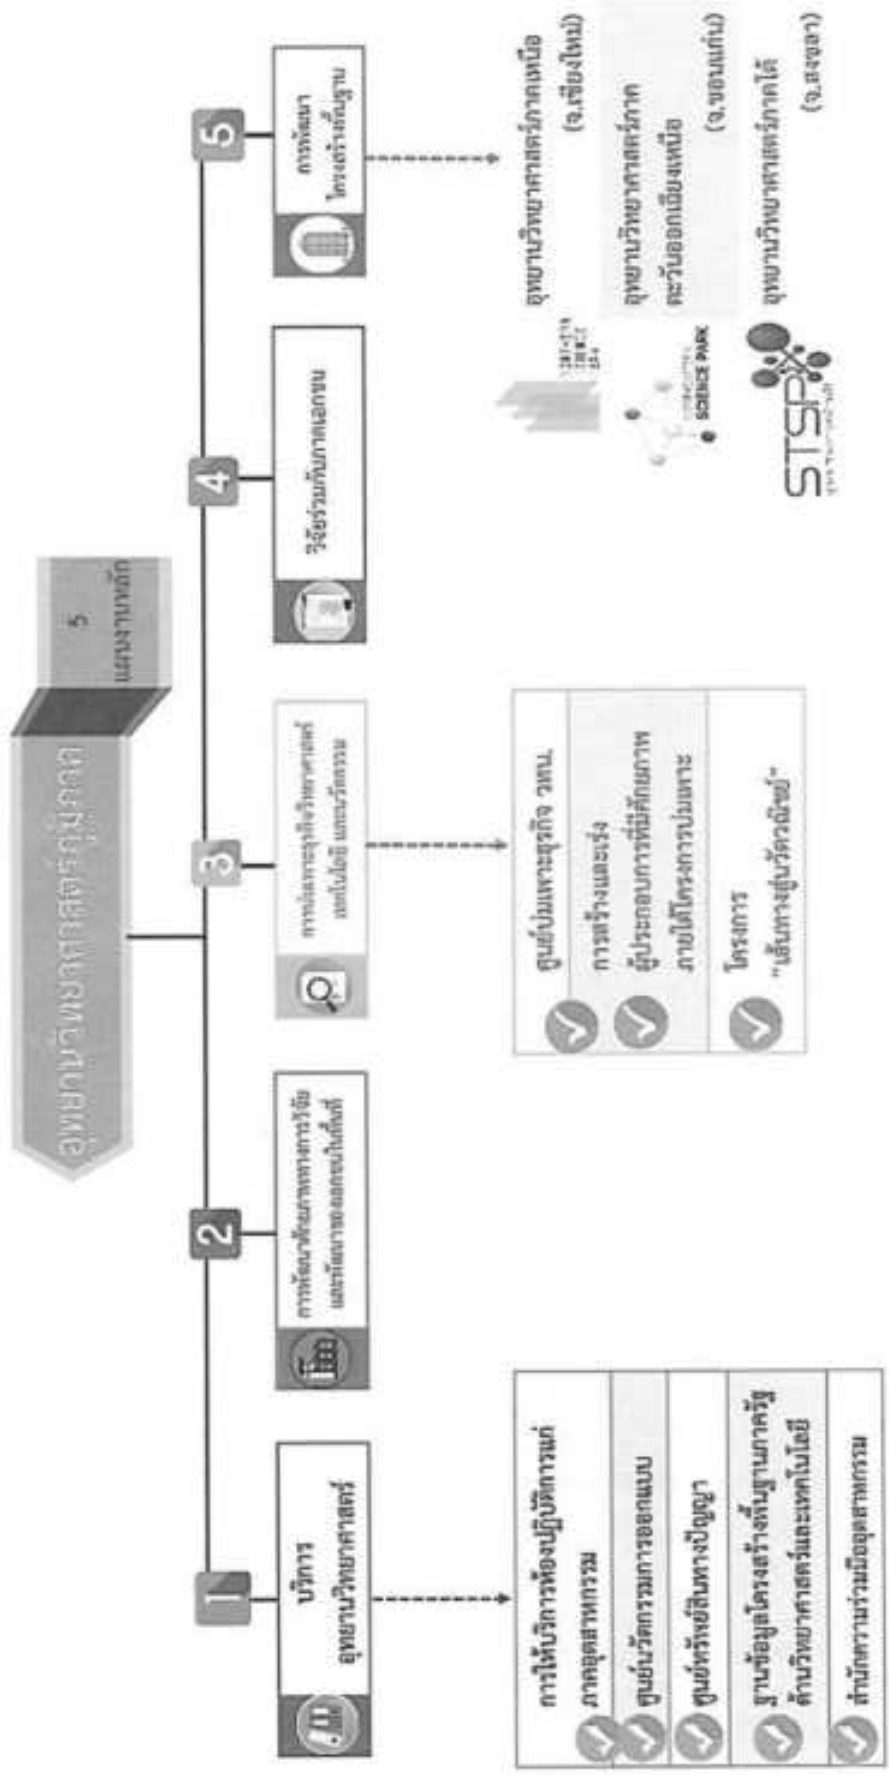 อุทยานวิทยาศาสตร์ภูมิภาค
5
แผนงานหลัก
1
บริการ
อุทยานวิทยาศาสตร์
การให้บริการห้องปฏิบัติการแก่
ภาคอุตสาหกรรม
ศูนย์นวัตกรรมการออกแบบ
ศูนย์ทรัพย์สินทางปัญญา
ฐานข้อมูลโครงสร้างพื้นฐานภาครัฐ
ด้านวิทยาศาสตร์และเทคโนโลยี
สำนักความร่วมมืออุตสาหกรรม
2
การพัฒนาศักยภาพทางการวิจัย
และพัฒนาของเอกชนในพื้นที่
3
การบ่มเพาะธุรกิจวิทยาศาสตร์
เทคโนโลยี และนวัตกรรม
ศูนย์บ่มเพาะธุรกิจ วทน.
การสร้างและเร่ง
ผู้ประกอบการที่มีศักยภาพ
ภายใต้โครงการบ่มเพาะ
โครงการ
"เส้นทางสู่นวัตวณิชย์"
4
วิจัยร่วมกับภาคเอกชน
5
การพัฒนา
โครงสร้างพื้นฐาน
อุทยานวิทยาศาสตร์ภาคเหนือ
(จ.เชียงใหม่)
SCIENCE PARK
อุทยานวิทยาศาสตร์ภาค
ตะวันออกเฉียงเหนือ
(จ.ขอนแก่น)
STSP
อุทยานวิทยาศาสตร์ภาคใต้
(จ.สงขลา)